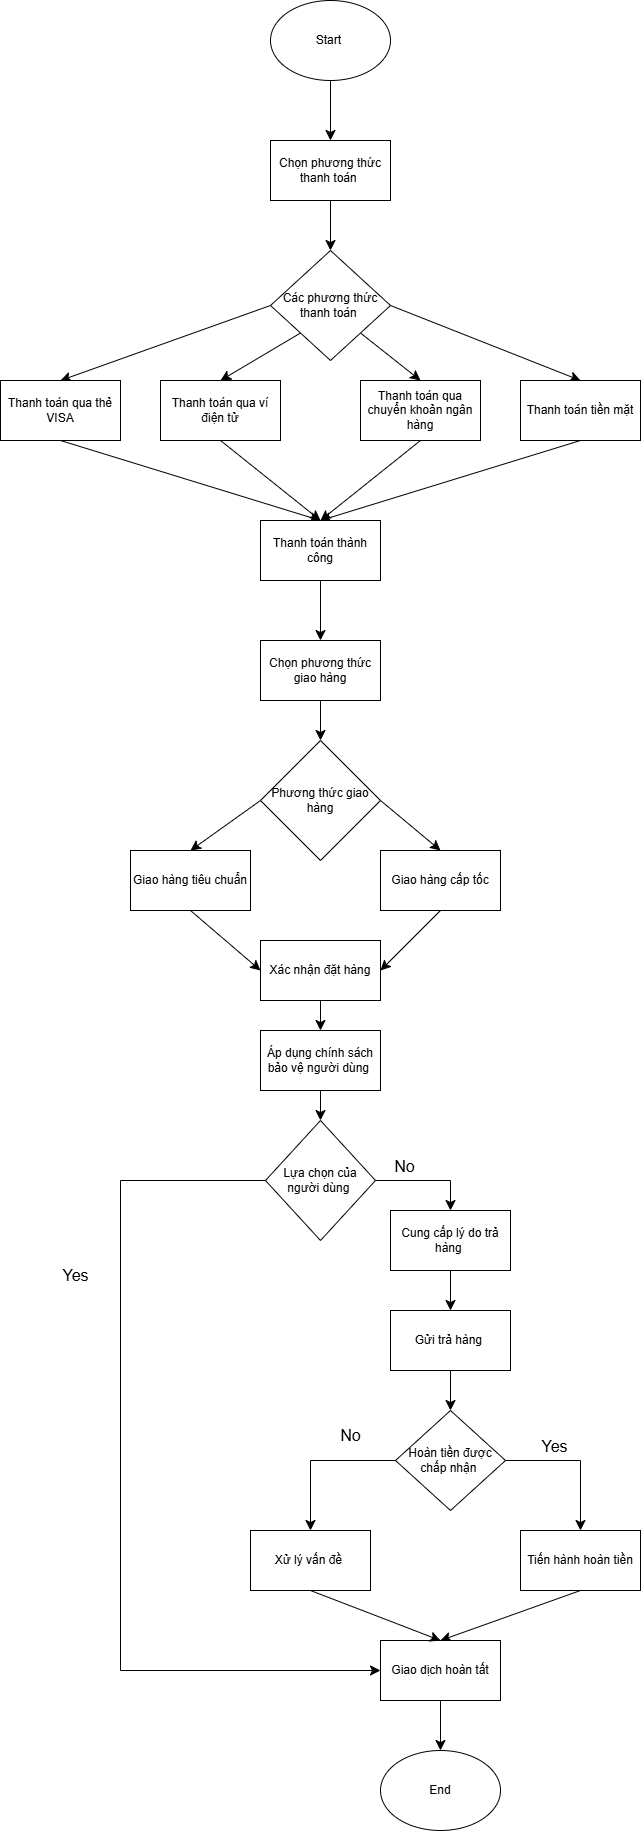 Start
Chọn phương thức
thanh toán
Các phương thức
thanh toán
Thanh toán qua thẻ
VISA
Thanh toán qua ví
điện tử
Thanh toán qua
chuyển khoản ngân
hàng
Thanh toán tiền mặt
Thanh toán thành
công
Chọn phương thức
giao hàng
Phương thức giao
hàng
Giao hàng tiêu chuẩn
Giao hàng cấp tốc
Xác nhận đặt hàng
Áp dụng chính sách
bảo vệ người dùng
Lựa chọn của
người dùng
No
Yes
Cung cấp lý do trả
hàng
Gửi trả hàng
Hoàn tiền được
chấp nhận
No
Yes
Xử lý vấn đề
Tiến hành hoàn tiền
Giao dịch hoàn tất
End